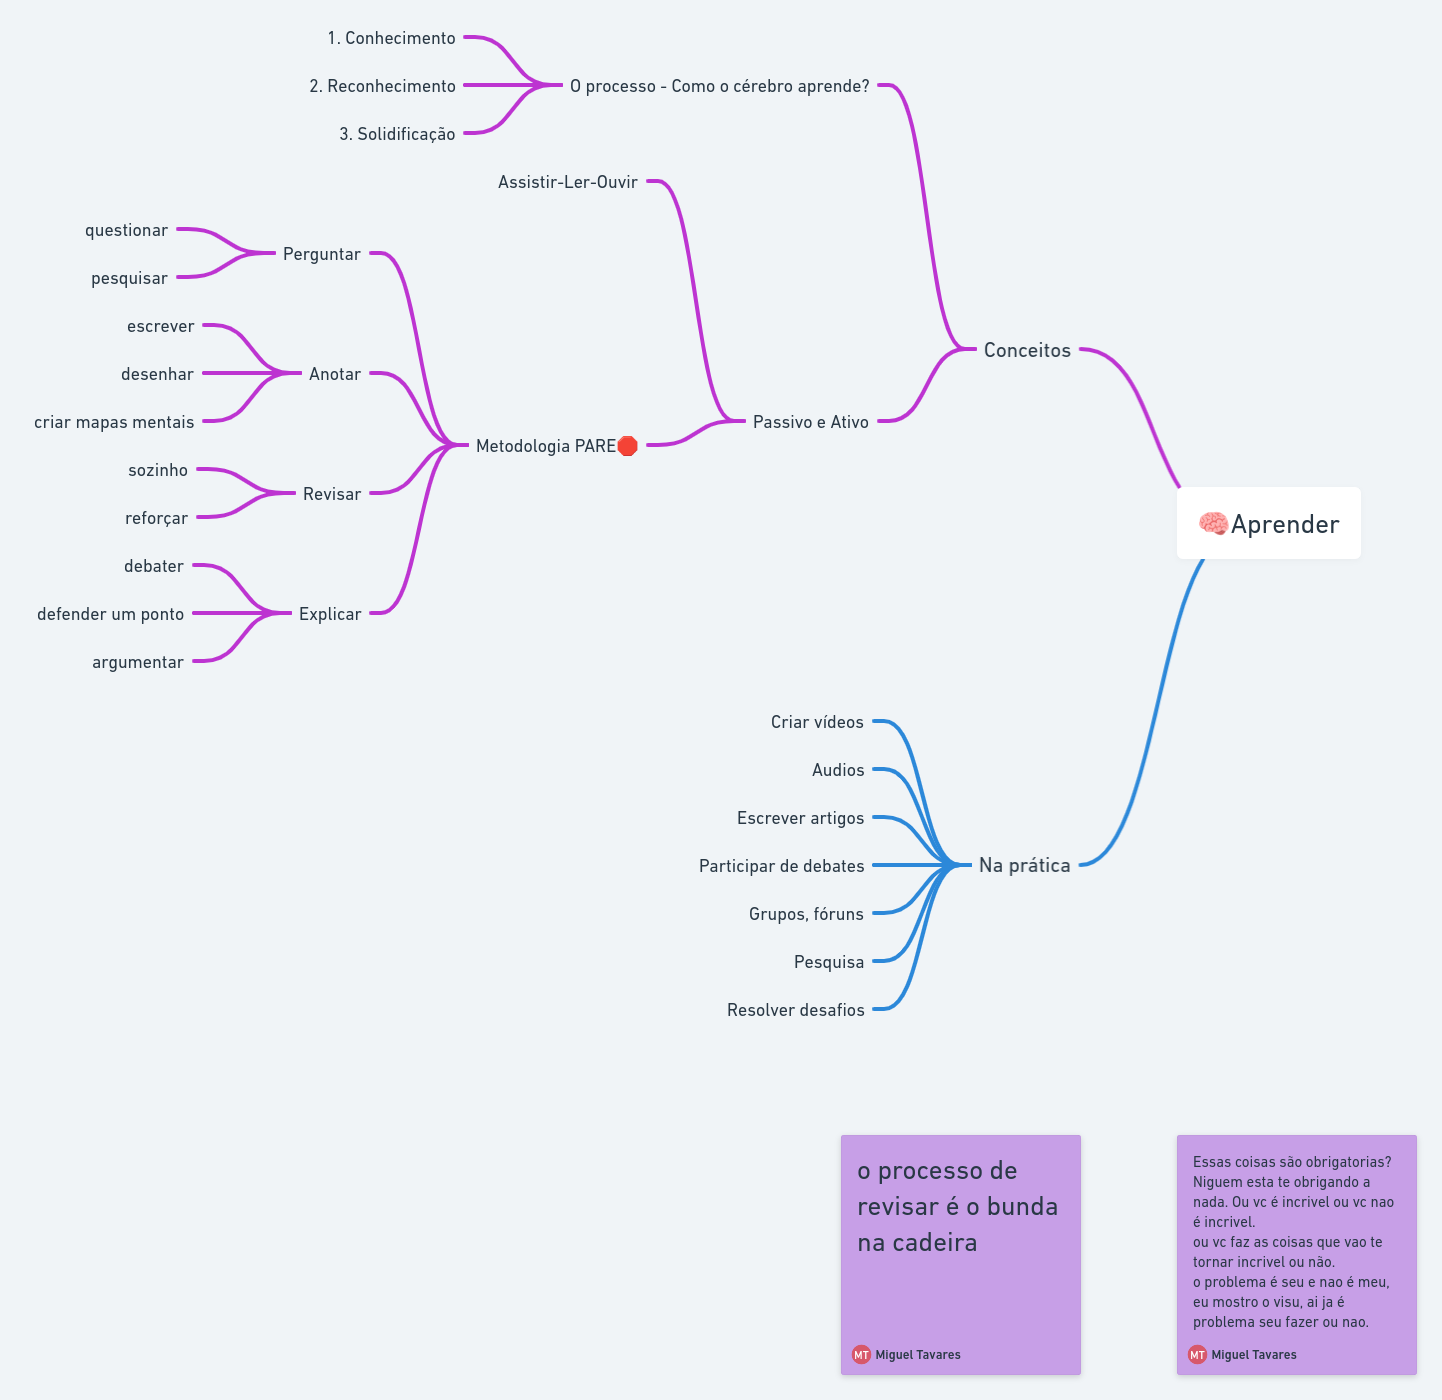 1. Conhecimento
2. Reconhecimento
O processo - Como o cérebro aprende?
3. Solidificação
Assistir-Ler-Ouvir
questionar
Perguntar
pesquisar
escrever
Conceitos
desenhar
Anotar
criar mapas mentais
Passivo e Ativo
Metodologia PARE🛑
sozinho
Revisar
reforçar
🧠Aprender
debater
defender um ponto
Explicar
argumentar
Criar vídeos
Audios
Escrever artigos
Participar de debates
Na prática
Grupos, fóruns
Pesquisa
Resolver desafios
o processo de
revisar é o bunda
na cadeira
MT Miguel Tavares
Essas coisas são obrigatorias?
Niguem esta te obrigando a
nada. Ou vc é incrivel ou vc nao
é incrivel.
ou vc faz as coisas que vao te
tornar incrivel ou não.
o problema é seu e nao é meu,
eu mostro o visu, ai ja é
problema seu fazer ou nao.
MT Miguel Tavares